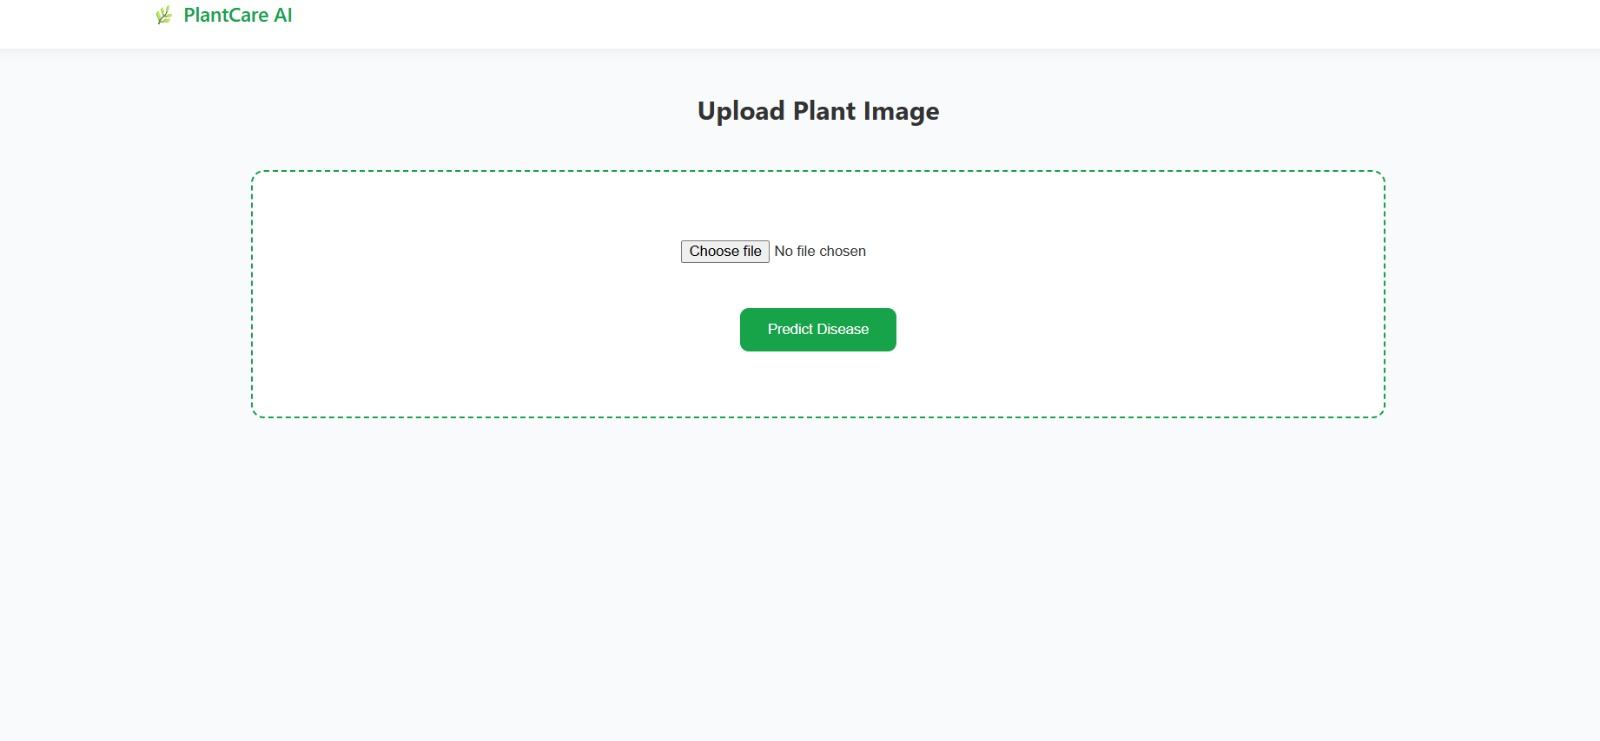 PlantCare AI
Upload Plant Image
Choose file No file chosen
Predict Disease